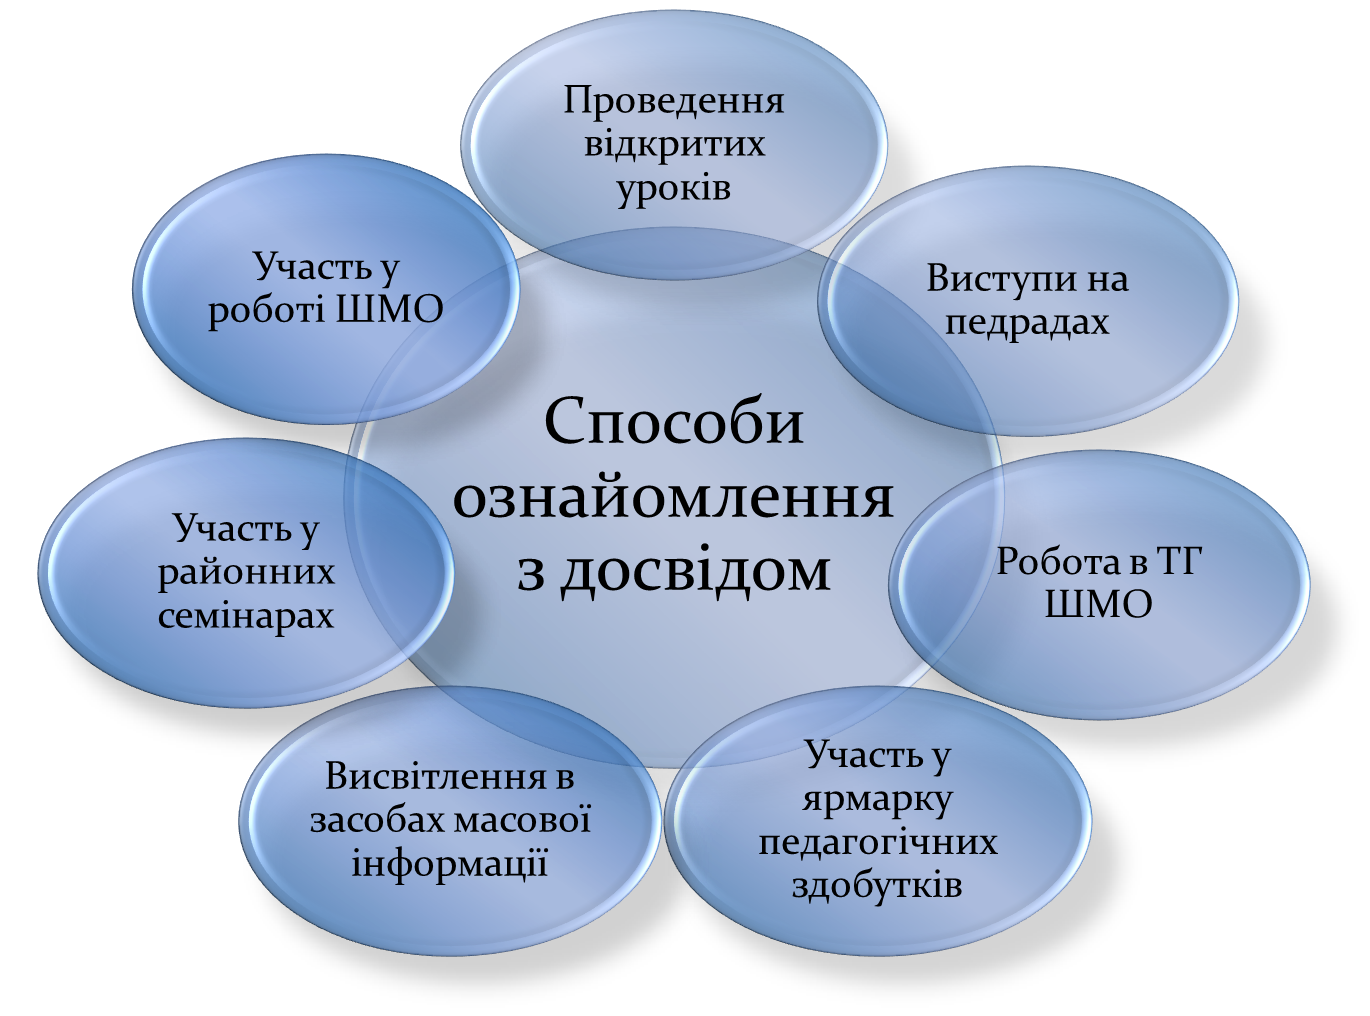 Проведення
відкритих
уроків
Виступи на
педрадах
Робота в ТГ
ШМО
Участь у
ярмарку
педагогічних
здобутків
Висвітлення в
засобах масової
інформації
Участь у
районних
семінарах
Участь у
роботі ШМО
Способи
ознайомлення
з досвідом